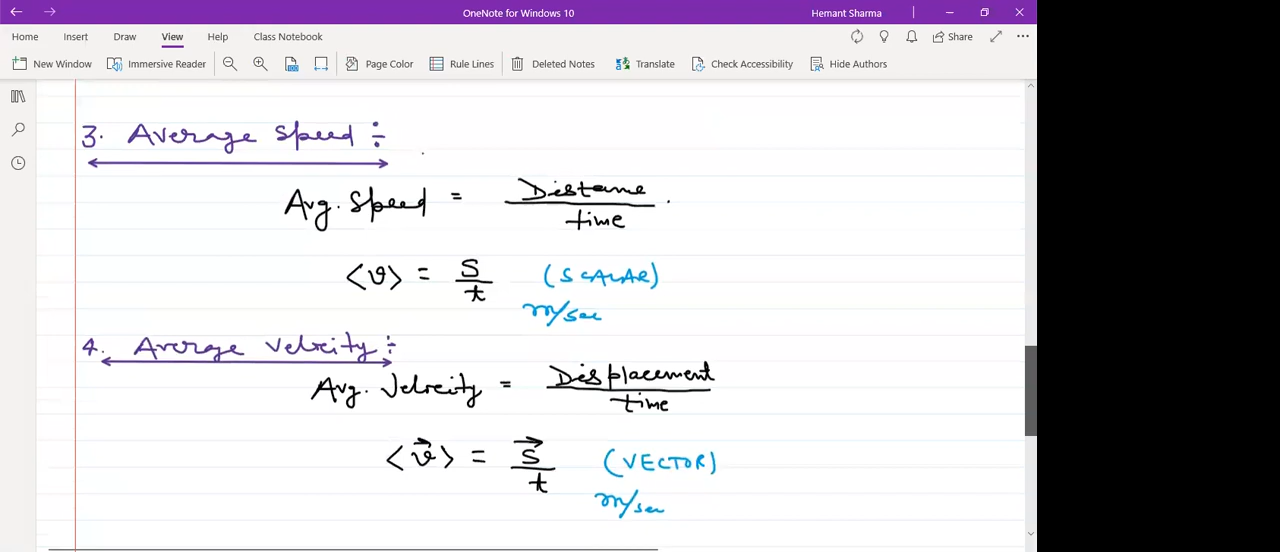 OneNote for Windows 10
Hemant Sharma
Home Insert Draw View Help Class Notebook
Share
New Window Immersive Reader Page Color Rule Lines Deleted Notes Translate Check Accessibility Hide Authors
3. Average Speed ÷
Avg. Speed = Distance / time
<v> = S / t (SCALAR)
m/sec
4. Average Velocity ÷
Avg. Velocity = Displacement / time
<v⃗> = s⃗ / t (VECTOR)
m/sec